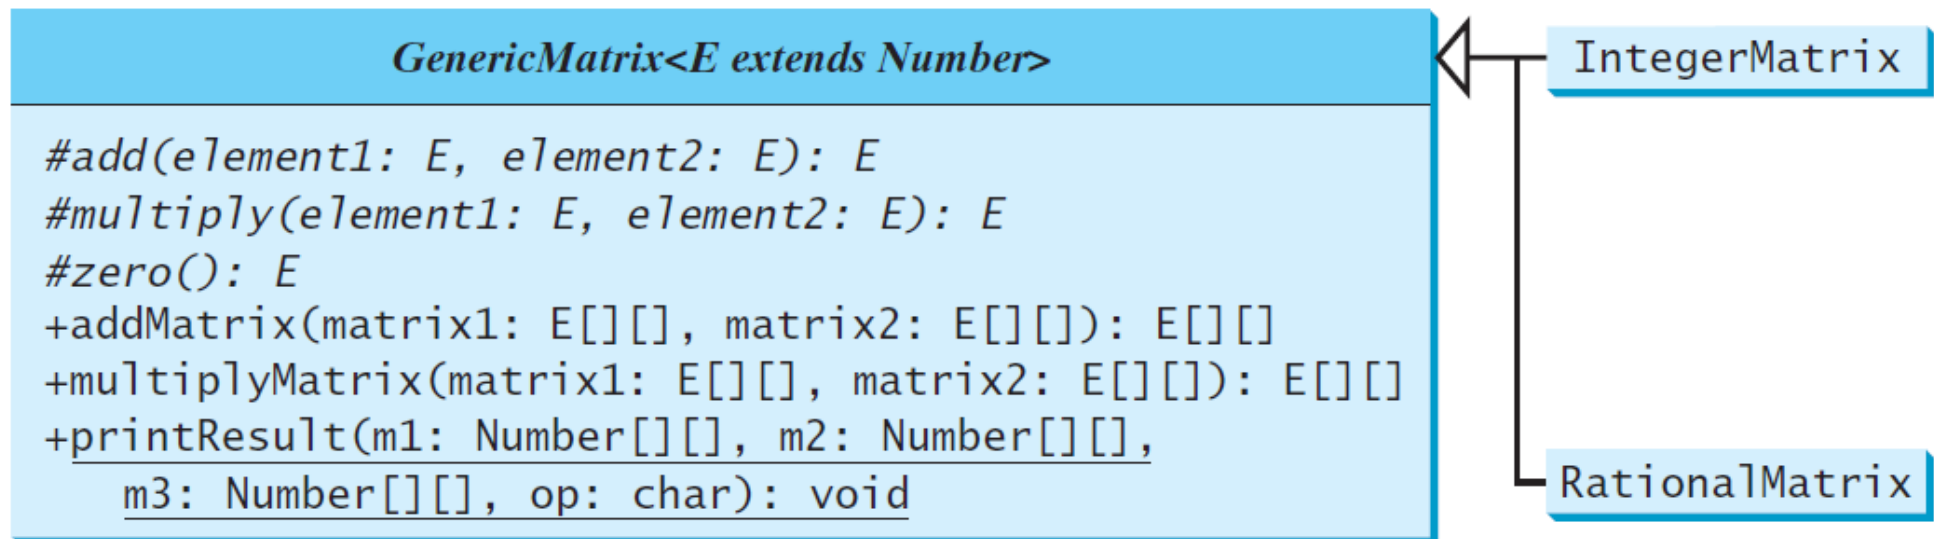 GenericMatrix<E extends Number>
#add(element1: E, element2: E): E
#multiply(element1: E, element2: E): E
#zero(): E
+addMatrix(matrix1: E[][], matrix2: E[][]): E[][]
+multiplyMatrix(matrix1: E[][], matrix2: E[][]): E[][]
+printResult(m1: Number[][], m2: Number[][],
m3: Number[][], op: char): void
IntegerMatrix
RationalMatrix